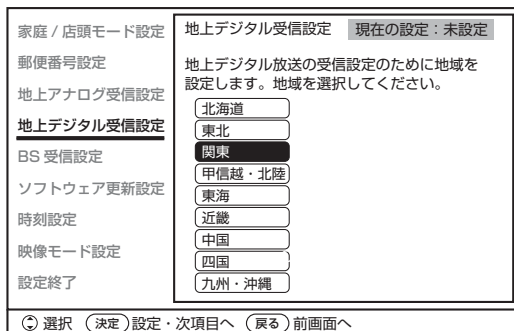 家庭 / 店頭モード設定
郵便番号設定
地上アナログ受信設定
地上デジタル受信設定
BS 受信設定
ソフトウェア更新設定
時刻設定
映像モード設定
設定終了
地上デジタル受信設定 現在の設定：未設定
地上デジタル放送の受信設定のために地域を
設定します。地域を選択してください。
北海道
東北
関東
甲信越・北陸
東海
近畿
中国
四国
九州・沖縄
選択 決定 設定・次項目へ 戻る 前画面へ